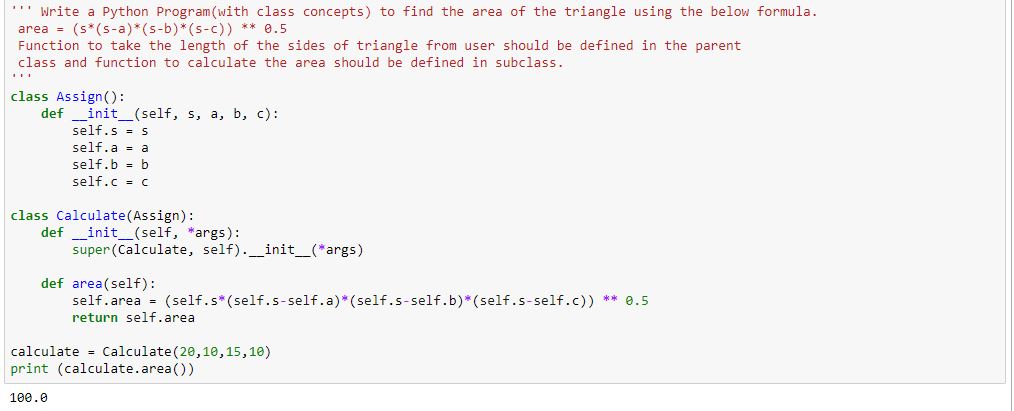 ''' Write a Python Program(with class concepts) to find the area of the triangle using the below formula.
area = (s*(s-a)*(s-b)*(s-c)) ** 0.5
Function to take the length of the sides of triangle from user should be defined in the parent
class and function to calculate the area should be defined in subclass.
'''
class Assign():
    def __init__(self, s, a, b, c):
        self.s = s
        self.a = a
        self.b = b
        self.c = c

class Calculate(Assign):
    def __init__(self, *args):
        super(Calculate, self).__init__(*args)

    def area(self):
        self.area = (self.s*(self.s-self.a)*(self.s-self.b)*(self.s-self.c)) ** 0.5
        return self.area

calculate = Calculate(20,10,15,10)
print (calculate.area())
100.0